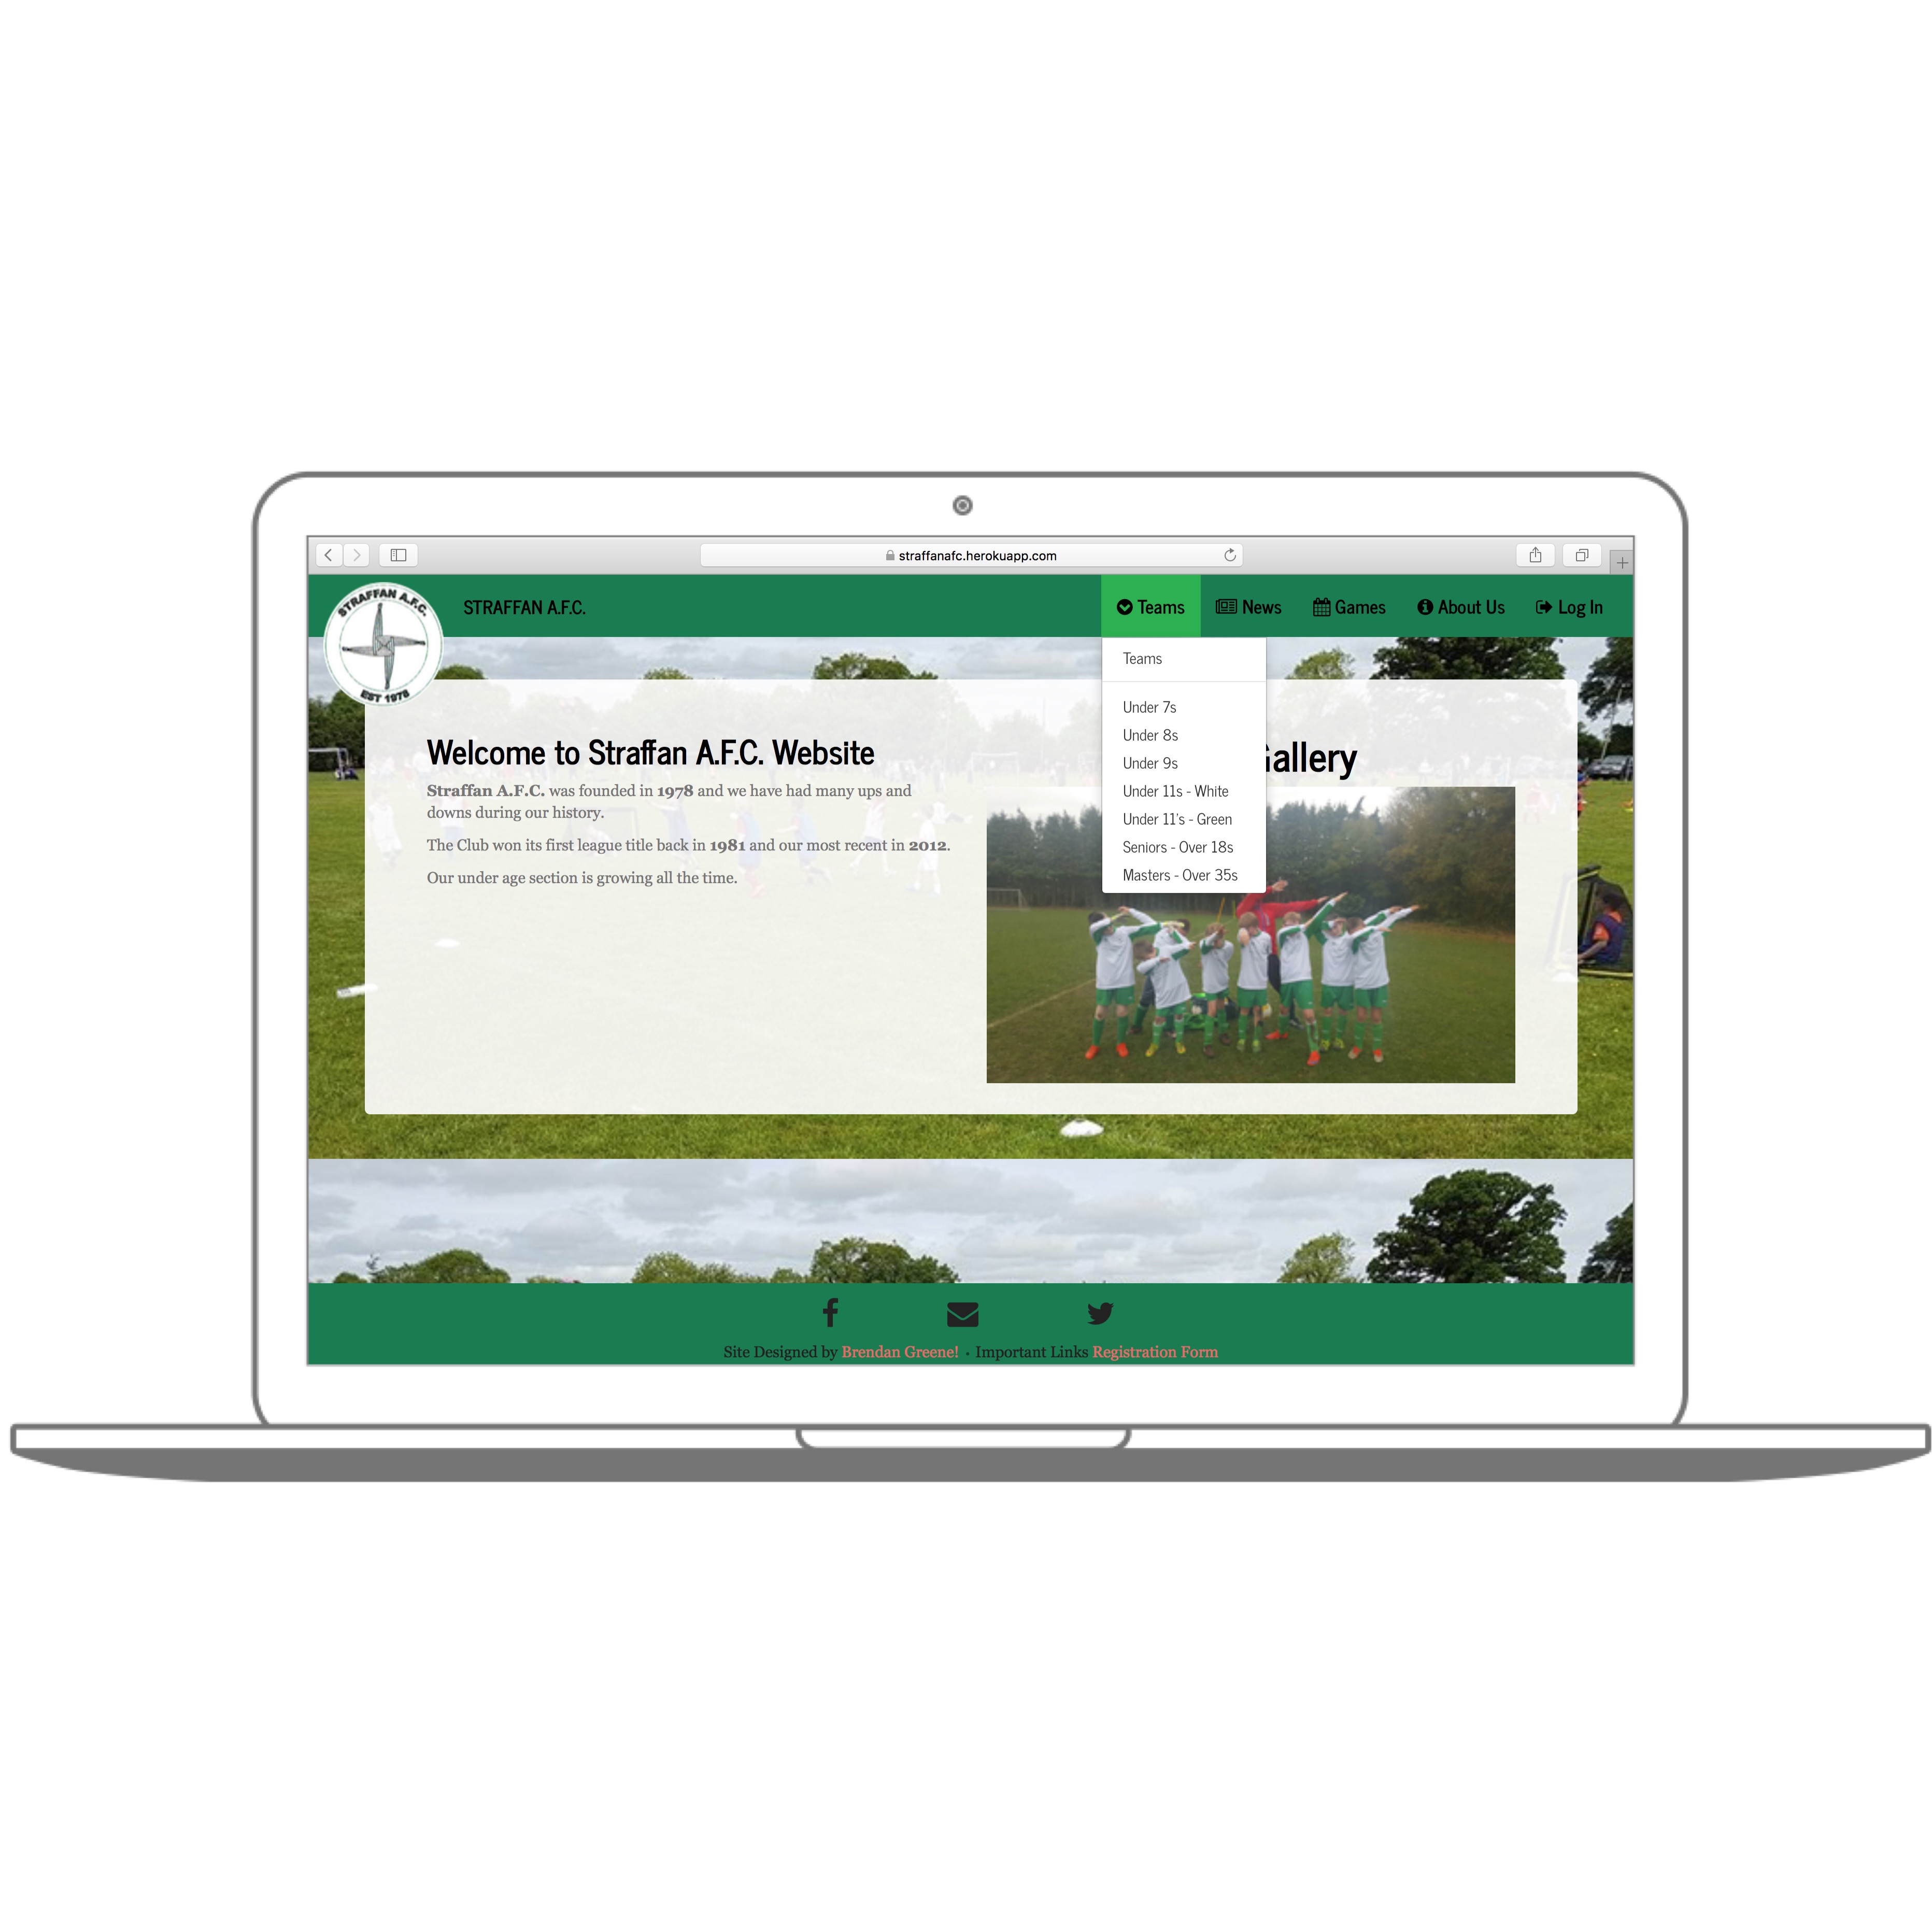 straffanafc.herokuapp.com
STRAFFAN A.F.C.
EST 1978
STRAFFAN A.F.C.
Teams
News
Games
About Us
Log In
Teams
Under 7s
Under 8s
Under 9s
Under 11s - White
Under 11's - Green
Seniors - Over 18s
Masters - Over 35s
Welcome to Straffan A.F.C. Website
Straffan A.F.C. was founded in 1978 and we have had many ups and
downs during our history.
The Club won its first league title back in 1981 and our most recent in 2012.
Our under age section is growing all the time.
Gallery
Site Designed by Brendan Greene! • Important Links Registration Form